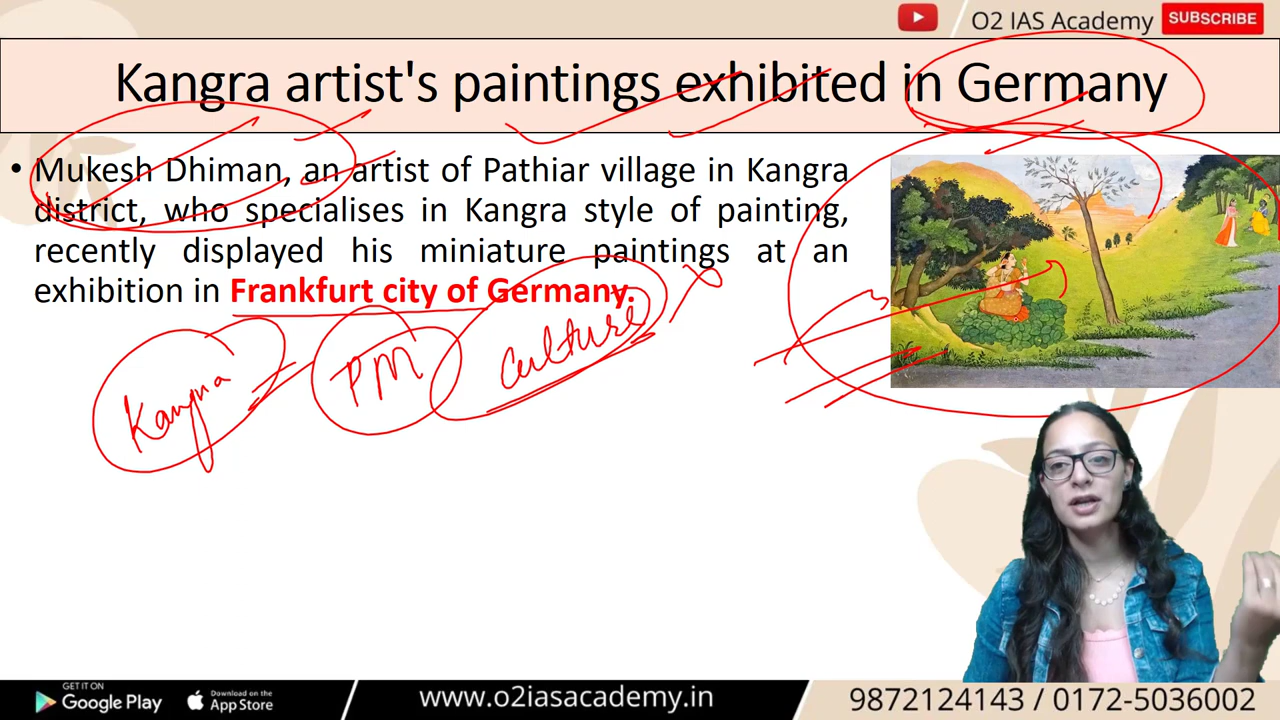 O2 IAS Academy SUBSCRIBE
Kangra artist's paintings exhibited in Germany
• Mukesh Dhiman, an artist of Pathiar village in Kangra
district, who specialises in Kangra style of painting,
recently displayed his miniature paintings at an
exhibition in Frankfurt city of Germany.
Kangra PM Culture
GET IT ON
Google Play
Download on the
App Store
www.o2iasacademy.in
9872124143 / 0172-5036002